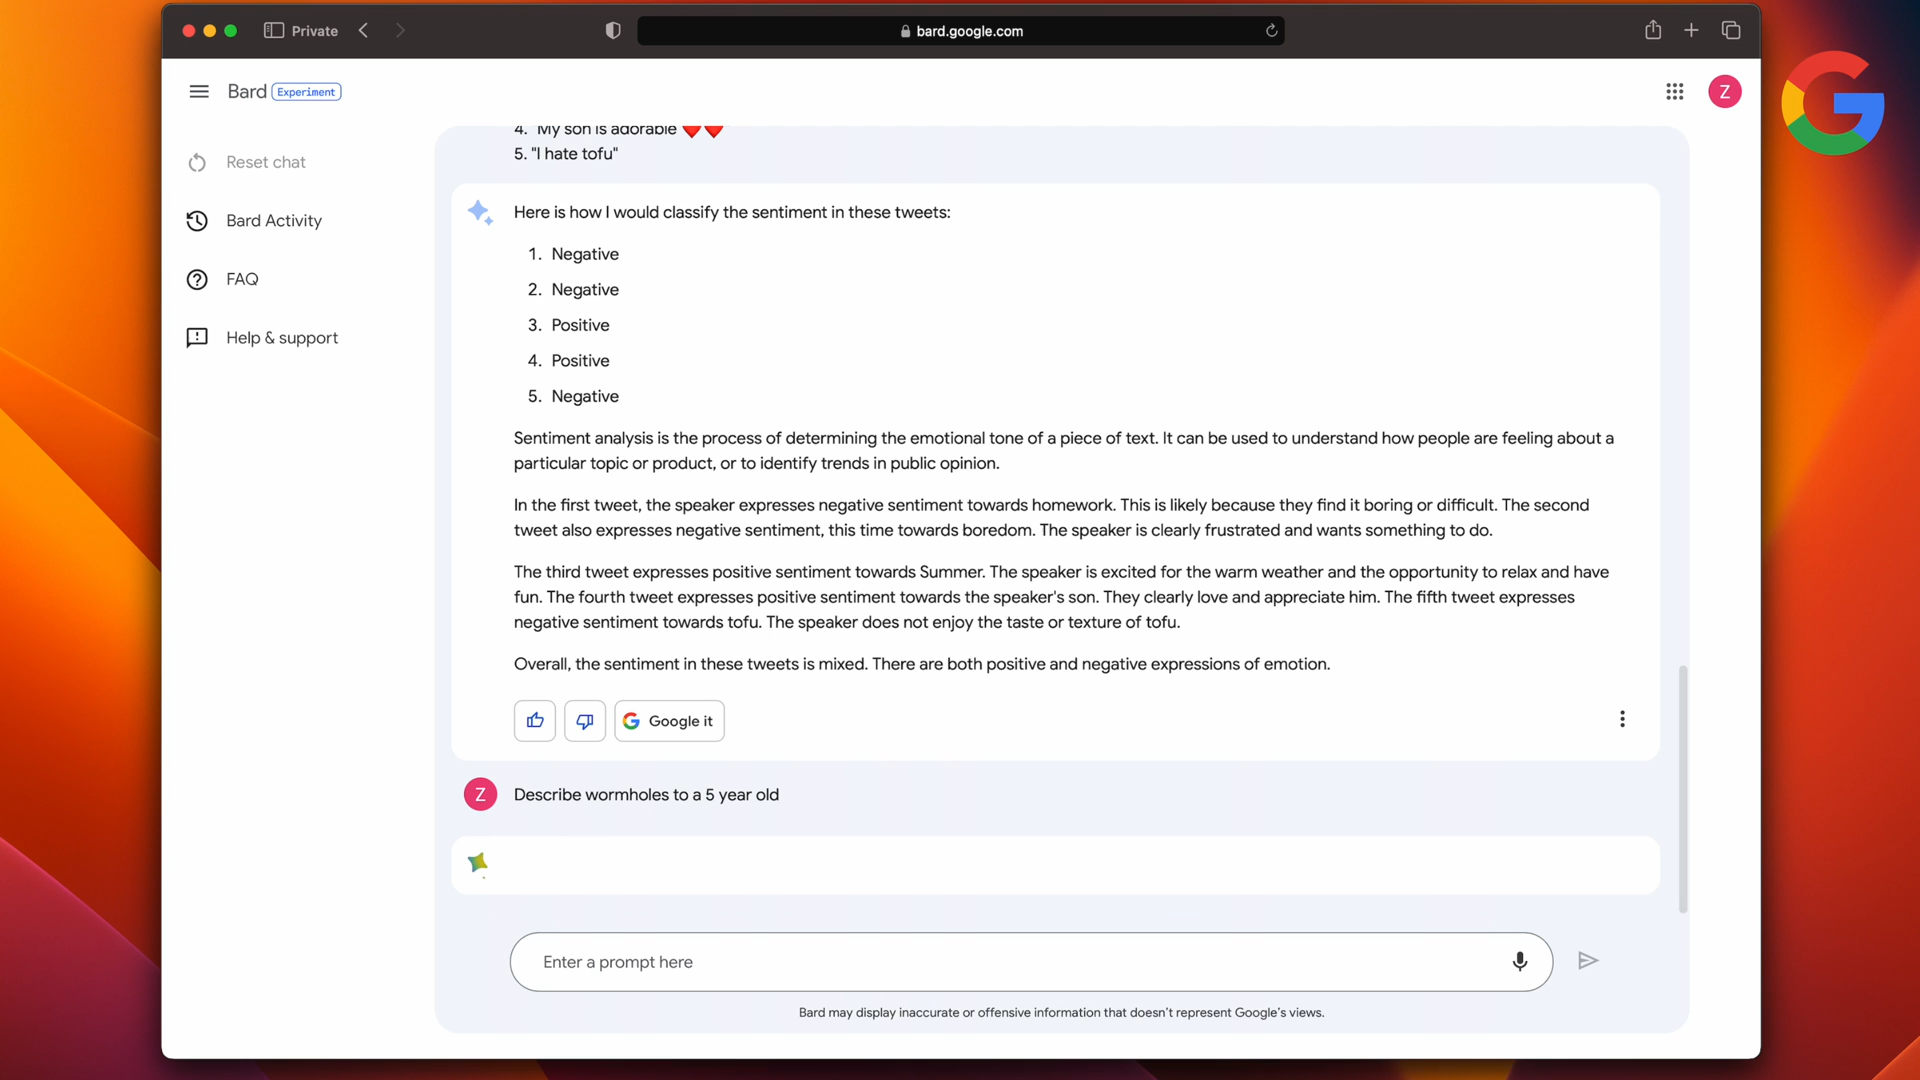 Private
bard.google.com
Bard Experiment
Z
Reset chat
Bard Activity
FAQ
Help & support
4. "My son is adorable ❤️❤️
5. "I hate tofu"
Here is how I would classify the sentiment in these tweets:
1. Negative
2. Negative
3. Positive
4. Positive
5. Negative
Sentiment analysis is the process of determining the emotional tone of a piece of text. It can be used to understand how people are feeling about a
particular topic or product, or to identify trends in public opinion.
In the first tweet, the speaker expresses negative sentiment towards homework. This is likely because they find it boring or difficult. The second
tweet also expresses negative sentiment, this time towards boredom. The speaker is clearly frustrated and wants something to do.
The third tweet expresses positive sentiment towards Summer. The speaker is excited for the warm weather and the opportunity to relax and have
fun. The fourth tweet expresses positive sentiment towards the speaker's son. They clearly love and appreciate him. The fifth tweet expresses
negative sentiment towards tofu. The speaker does not enjoy the taste or texture of tofu.
Overall, the sentiment in these tweets is mixed. There are both positive and negative expressions of emotion.
Google it
Z Describe wormholes to a 5 year old
Enter a prompt here
Bard may display inaccurate or offensive information that doesn't represent Google's views.